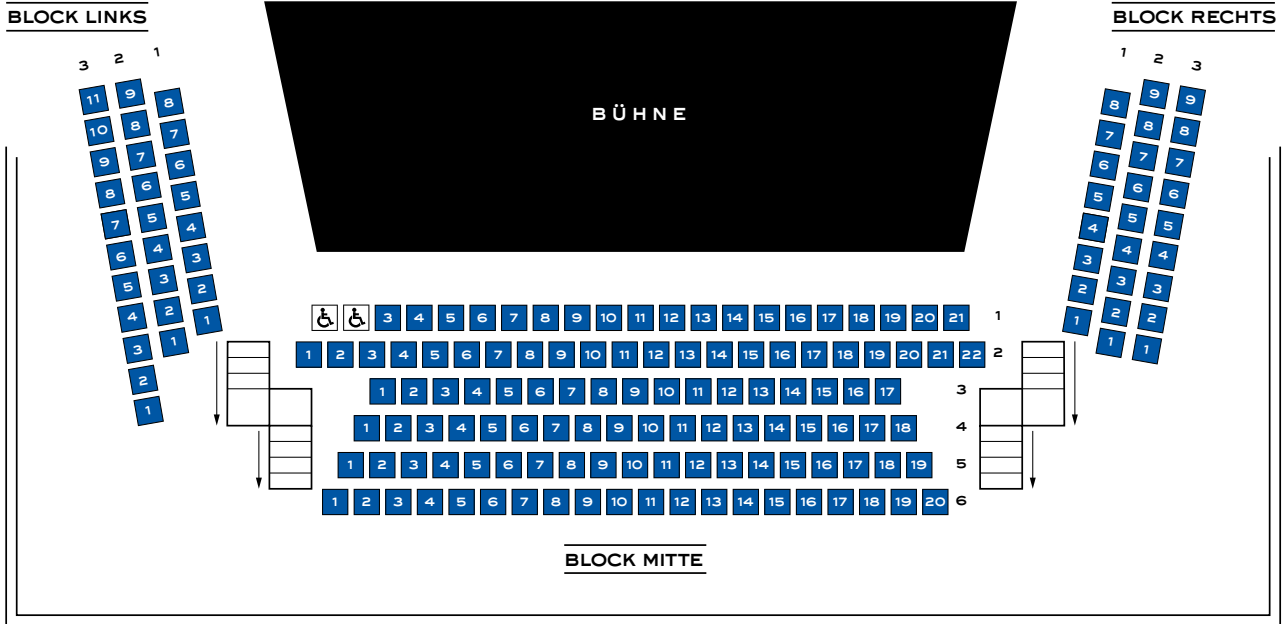 BLOCK LINKS
BLOCK RECHTS
BÜHNE
3 2 1
11 10 9 8 7 6 5 4 3 2 1
9 8 7 6 5 4 3 2 1
8 7 6 5 4 3 2 1
1 2 3
8 7 6 5 4 3 2 1
9 8 7 6 5 4 3 2 1
9 8 7 6 5 4 3 2 1
3 4 5 6 7 8 9 10 11 12 13 14 15 16 17 18 19 20 21 1
1 2 3 4 5 6 7 8 9 10 11 12 13 14 15 16 17 18 19 20 21 22 2
1 2 3 4 5 6 7 8 9 10 11 12 13 14 15 16 17 3
1 2 3 4 5 6 7 8 9 10 11 12 13 14 15 16 17 18 4
1 2 3 4 5 6 7 8 9 10 11 12 13 14 15 16 17 18 19 5
1 2 3 4 5 6 7 8 9 10 11 12 13 14 15 16 17 18 19 20 6
BLOCK MITTE